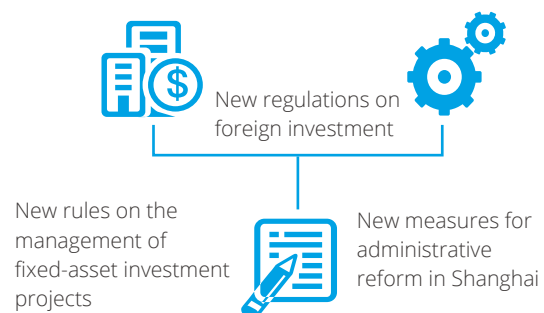 $
New regulations on
foreign investment
New rules on the
management of
fixed-asset investment
projects
New measures for
administrative
reform in Shanghai